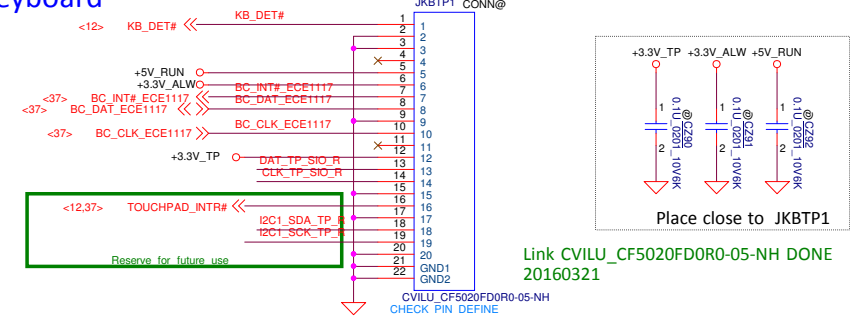 eyboard
JKBTP1 CONN@
<12> KB_DET#
KB_DET#
1 1
2 2
3 3
4 4
+5V_RUN 5 5
+3.3V_ALW 6 6
<37> BC_INT#_ECE1117 BC_INT#_ECE1117 7 7
<37> BC_DAT_ECE1117 BC_DAT_ECE1117 8 8
9 9
<37> BC_CLK_ECE1117 BC_CLK_ECE1117 10 10
11 11
+3.3V_TP 12 12
DAT_TP_SIO_R 13 13
CLK_TP_SIO_R 14 14
15 15
<12,37> TOUCHPAD_INTR# 16 16
17 17
I2C1_SDA_TP_R 18 18
I2C1_SCK_TP_R 19 19
20 20
21 GND1
22 GND2
Reserve for future use
CVILU_CF5020FD0R0-05-NH
CHECK PIN DEFINE
+3.3V_TP +3.3V_ALW +5V_RUN
1 1 1
2 2 2
0.1U_0201_10V6K
@CZ90
0.1U_0201_10V6K
@CZ91
0.1U_0201_10V6K
@CZ92
Place close to JKBTP1
Link CVILU_CF5020FD0R0-05-NH DONE
20160321